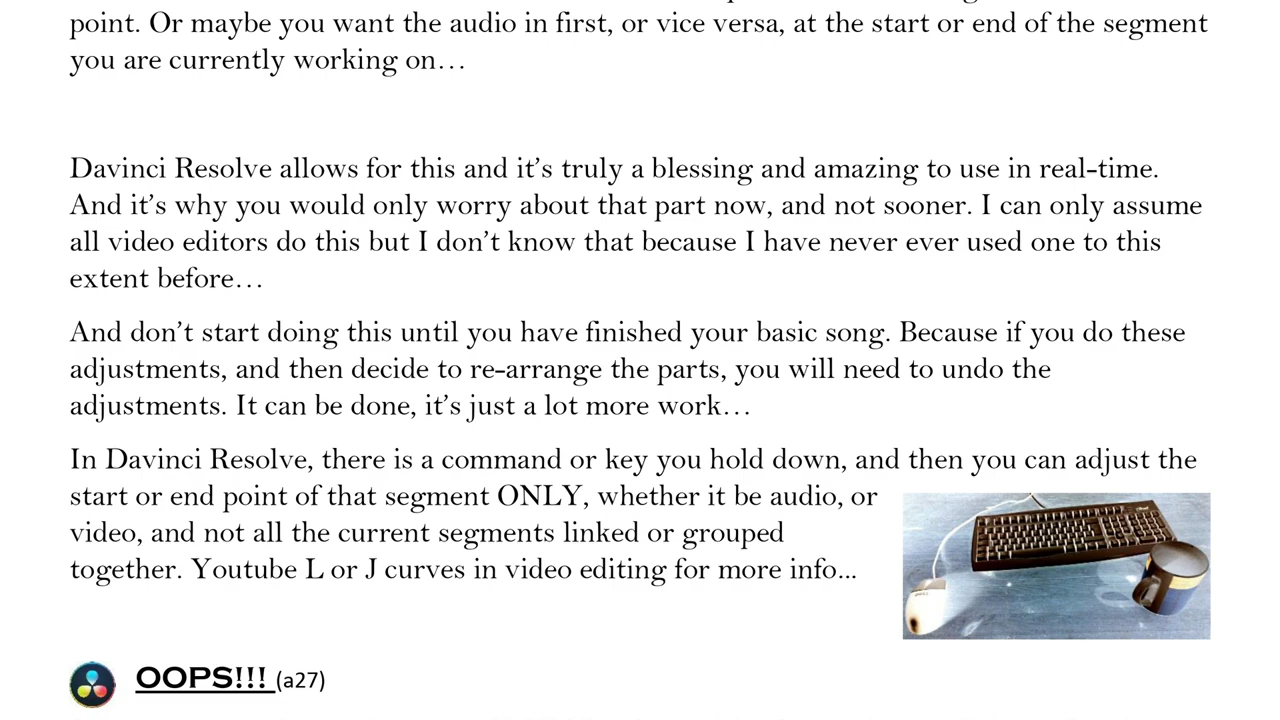 point. Or maybe you want the audio in first, or vice versa, at the start or end of the segment
you are currently working on…
Davinci Resolve allows for this and it’s truly a blessing and amazing to use in real-time.
And it’s why you would only worry about that part now, and not sooner. I can only assume
all video editors do this but I don’t know that because I have never ever used one to this
extent before…
And don’t start doing this until you have finished your basic song. Because if you do these
adjustments, and then decide to re-arrange the parts, you will need to undo the
adjustments. It can be done, it’s just a lot more work…
In Davinci Resolve, there is a command or key you hold down, and then you can adjust the
start or end point of that segment ONLY, whether it be audio, or
video, and not all the current segments linked or grouped
together. Youtube L or J curves in video editing for more info...
OOPS!!! (a27)